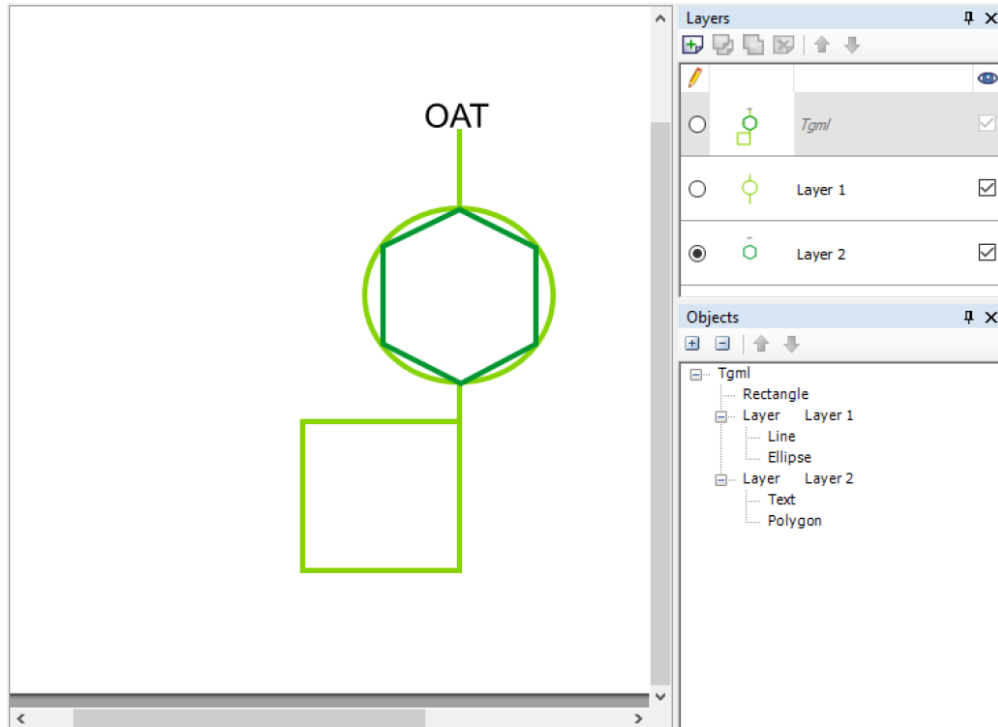 OAT
Layers
Tgml
Layer 1
Layer 2
Objects
Tgml
Rectangle
Layer Layer 1
Line
Ellipse
Layer Layer 2
Text
Polygon